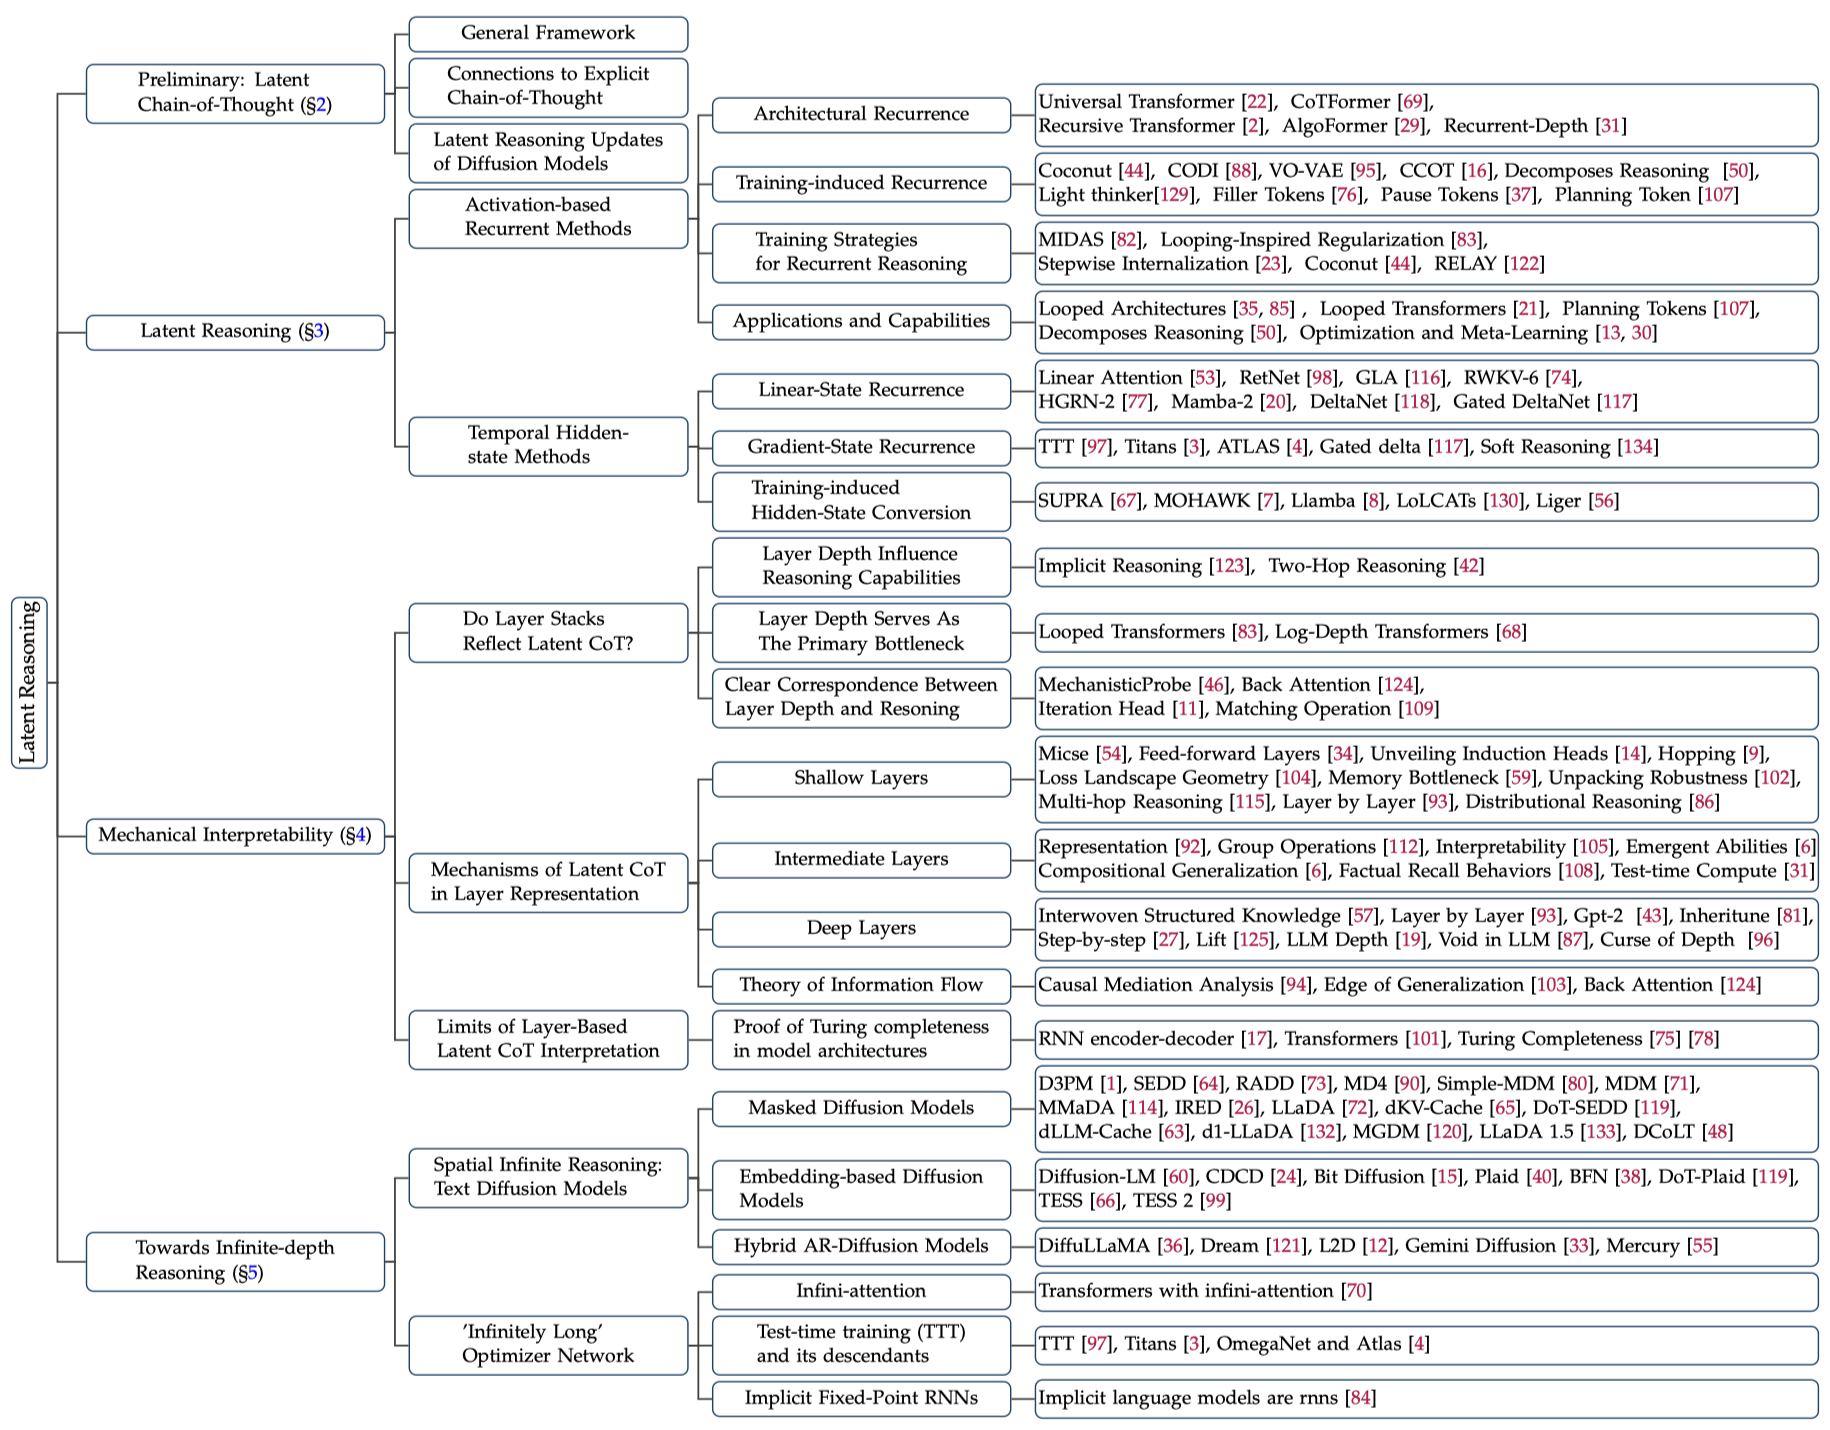 Latent Reasoning
Preliminary: Latent
Chain-of-Thought (§2)
General Framework
Connections to Explicit
Chain-of-Thought
Latent Reasoning Updates
of Diffusion Models
Latent Reasoning (§3)
Activation-based
Recurrent Methods
Architectural Recurrence
Universal Transformer [22], CoTFormer [69],
Recursive Transformer [2], AlgoFormer [29], Recurrent-Depth [31]
Training-induced Recurrence
Coconut [44], CODI [88], VO-VAE [95], CCOT [16], Decomposes Reasoning [50],
Light thinker[129], Filler Tokens [76], Pause Tokens [37], Planning Token [107]
Training Strategies
for Recurrent Reasoning
MIDAS [82], Looping-Inspired Regularization [83],
Stepwise Internalization [23], Coconut [44], RELAY [122]
Applications and Capabilities
Looped Architectures [35, 85] , Looped Transformers [21], Planning Tokens [107],
Decomposes Reasoning [50], Optimization and Meta-Learning [13, 30]
Temporal Hidden-
state Methods
Linear-State Recurrence
Linear Attention [53], RetNet [98], GLA [116], RWKV-6 [74],
HGRN-2 [77], Mamba-2 [20], DeltaNet [118], Gated DeltaNet [117]
Gradient-State Recurrence
TTT [97], Titans [3], ATLAS [4], Gated delta [117], Soft Reasoning [134]
Training-induced
Hidden-State Conversion
SUPRA [67], MOHAWK [7], Llamba [8], LoLCATs [130], Liger [56]
Mechanical Interpretability (§4)
Do Layer Stacks
Reflect Latent CoT?
Layer Depth Influence
Reasoning Capabilities
Implicit Reasoning [123], Two-Hop Reasoning [42]
Layer Depth Serves As
The Primary Bottleneck
Looped Transformers [83], Log-Depth Transformers [68]
Clear Correspondence Between
Layer Depth and Resoning
MechanisticProbe [46], Back Attention [124],
Iteration Head [11], Matching Operation [109]
Mechanisms of Latent CoT
in Layer Representation
Shallow Layers
Micse [54], Feed-forward Layers [34], Unveiling Induction Heads [14], Hopping [9],
Loss Landscape Geometry [104], Memory Bottleneck [59], Unpacking Robustness [102],
Multi-hop Reasoning [115], Layer by Layer [93], Distributional Reasoning [86]
Intermediate Layers
Representation [92], Group Operations [112], Interpretability [105], Emergent Abilities [6]
Compositional Generalization [6], Factual Recall Behaviors [108], Test-time Compute [31]
Deep Layers
Interwoven Structured Knowledge [57], Layer by Layer [93], Gpt-2 [43], Inheritune [81],
Step-by-step [27], Lift [125], LLM Depth [19], Void in LLM [87], Curse of Depth [96]
Theory of Information Flow
Causal Mediation Analysis [94], Edge of Generalization [103], Back Attention [124]
Limits of Layer-Based
Latent CoT Interpretation
Proof of Turing completeness
in model architectures
RNN encoder-decoder [17], Transformers [101], Turing Completeness [75] [78]
Towards Infinite-depth
Reasoning (§5)
Spatial Infinite Reasoning:
Text Diffusion Models
Masked Diffusion Models
D3PM [1], SEDD [64], RADD [73], MD4 [90], Simple-MDM [80], MDM [71],
MMaDA [114], IRED [26], LLaDA [72], dKV-Cache [65], DoT-SEDD [119],
dLLM-Cache [63], d1-LLaDA [132], MGDM [120], LLaDA 1.5 [133], DCoLT [48]
Embedding-based Diffusion
Models
Diffusion-LM [60], CDCD [24], Bit Diffusion [15], Plaid [40], BFN [38], DoT-Plaid [119],
TESS [66], TESS 2 [99]
Hybrid AR-Diffusion Models
DiffuLLaMA [36], Dream [121], L2D [12], Gemini Diffusion [33], Mercury [55]
'Infinitely Long'
Optimizer Network
Infini-attention
Transformers with infini-attention [70]
Test-time training (TTT)
and its descendants
TTT [97], Titans [3], OmegaNet and Atlas [4]
Implicit Fixed-Point RNNs
Implicit language models are rnns [84]